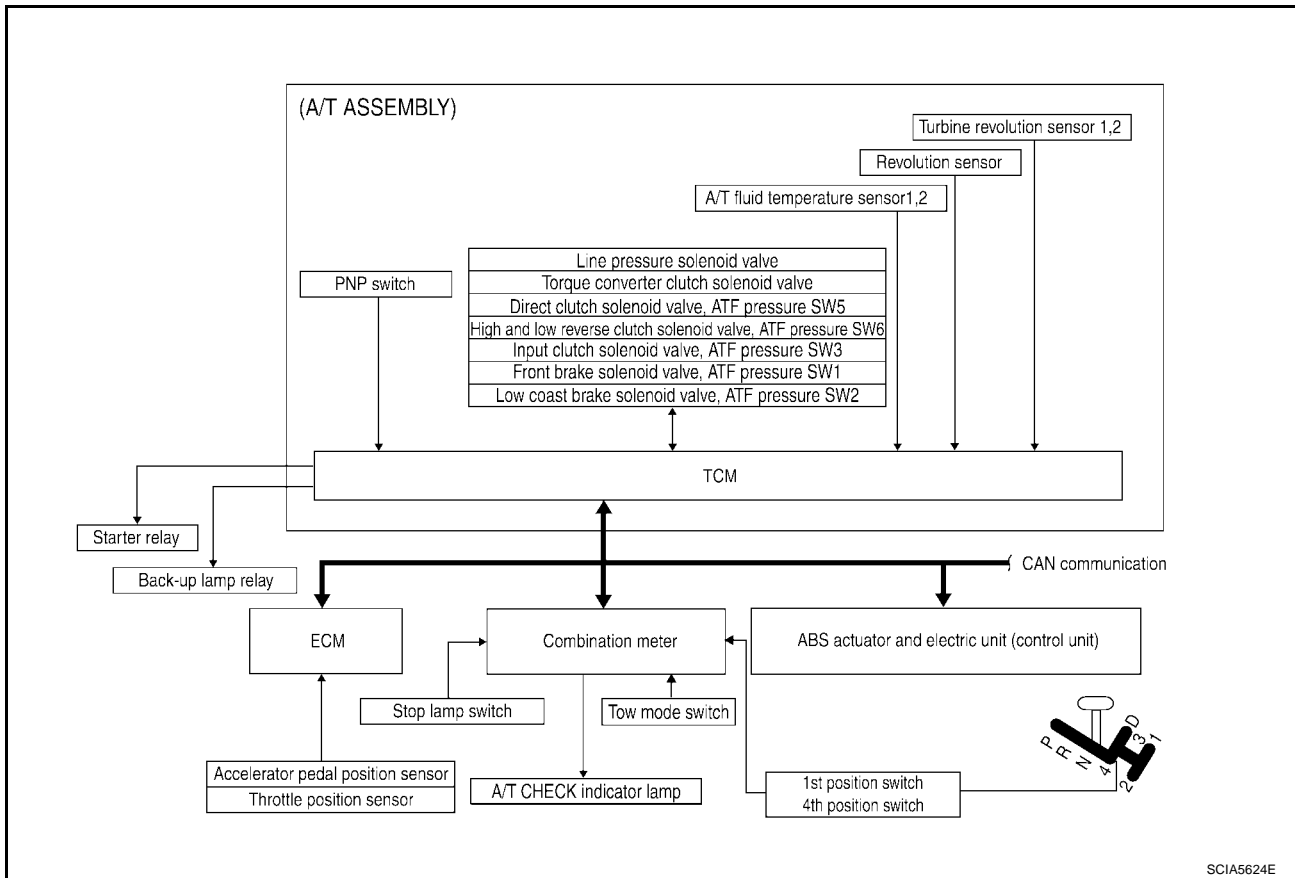 (A/T ASSEMBLY)
Turbine revolution sensor 1,2
Revolution sensor
A/T fluid temperature sensor1,2
Line pressure solenoid valve
Torque converter clutch solenoid valve
PNP switch
Direct clutch solenoid valve, ATF pressure SW5
High and low reverse clutch solenoid valve, ATF pressure SW6
Input clutch solenoid valve, ATF pressure SW3
Front brake solenoid valve, ATF pressure SW1
Low coast brake solenoid valve, ATF pressure SW2
TCM
Starter relay
Back-up lamp relay
CAN communication
ECM
Combination meter
ABS actuator and electric unit (control unit)
Stop lamp switch
Tow mode switch
P R N 4 D 3 2 1
Accelerator pedal position sensor
Throttle position sensor
A/T CHECK indicator lamp
1st position switch
4th position switch
SCIA5624E